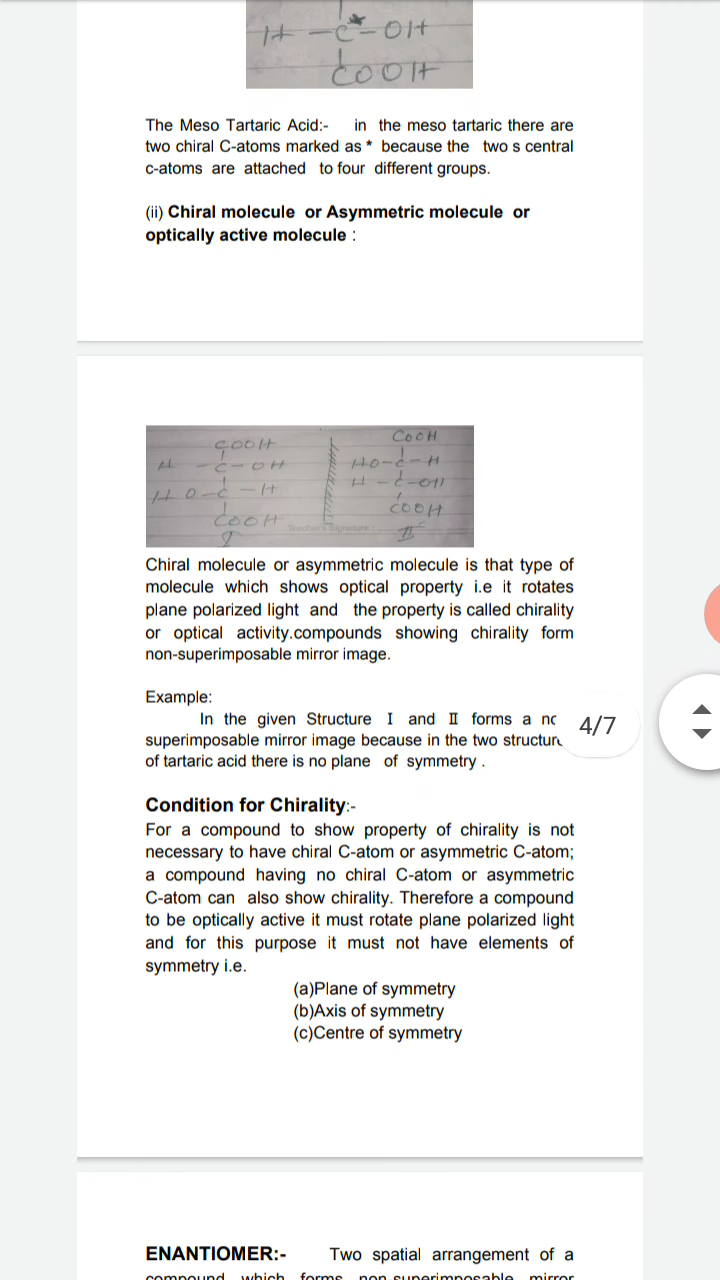 H - C* - OH
COOH
The Meso Tartaric Acid:- in the meso tartaric there are
two chiral C-atoms marked as * because the two s central
c-atoms are attached to four different groups.
(ii) Chiral molecule or Asymmetric molecule or
optically active molecule :
COOH
H - C - OH
HO - C - H
COOH
I
COOH
HO - C - H
H - C - OH
COOH
II
Teacher's Signature :
Chiral molecule or asymmetric molecule is that type of
molecule which shows optical property i.e it rotates
plane polarized light and the property is called chirality
or optical activity.compounds showing chirality form
non-superimposable mirror image.
Example:
In the given Structure I and II forms a no
superimposable mirror image because in the two structure
of tartaric acid there is no plane of symmetry .
4/7
Condition for Chirality:-
For a compound to show property of chirality is not
necessary to have chiral C-atom or asymmetric C-atom;
a compound having no chiral C-atom or asymmetric
C-atom can also show chirality. Therefore a compound
to be optically active it must rotate plane polarized light
and for this purpose it must not have elements of
symmetry i.e.
(a)Plane of symmetry
(b)Axis of symmetry
(c)Centre of symmetry
ENANTIOMER:- Two spatial arrangement of a
compound which forms non-superimposable mirror